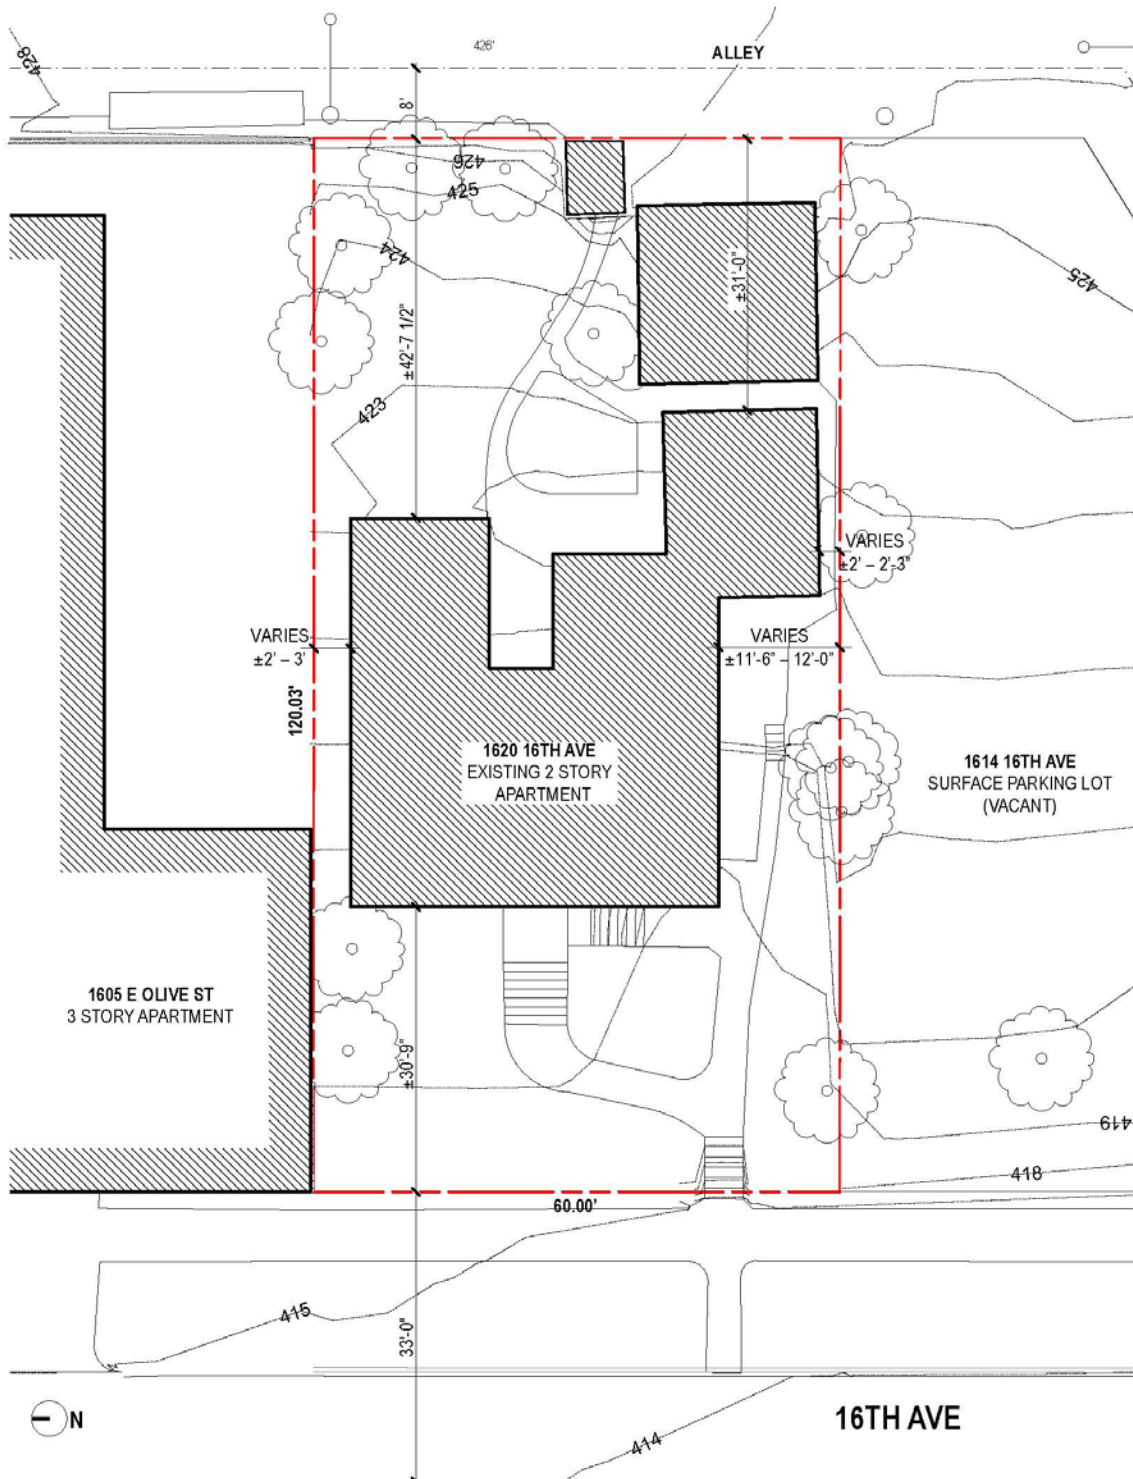 426'
ALLEY
428
8'
426
425
424
425
±31'-0"
±42'-7 1/2"
423
VARIES
±2' – 2'-3"
VARIES
±2' – 3'
VARIES
±11'-6" – 12'-0"
120.03'
1620 16TH AVE
EXISTING 2 STORY
APARTMENT
1614 16TH AVE
SURFACE PARKING LOT
(VACANT)
1605 E OLIVE ST
3 STORY APARTMENT
±30'-9"
419
418
60.00'
415
33'-0"
N
16TH AVE
414